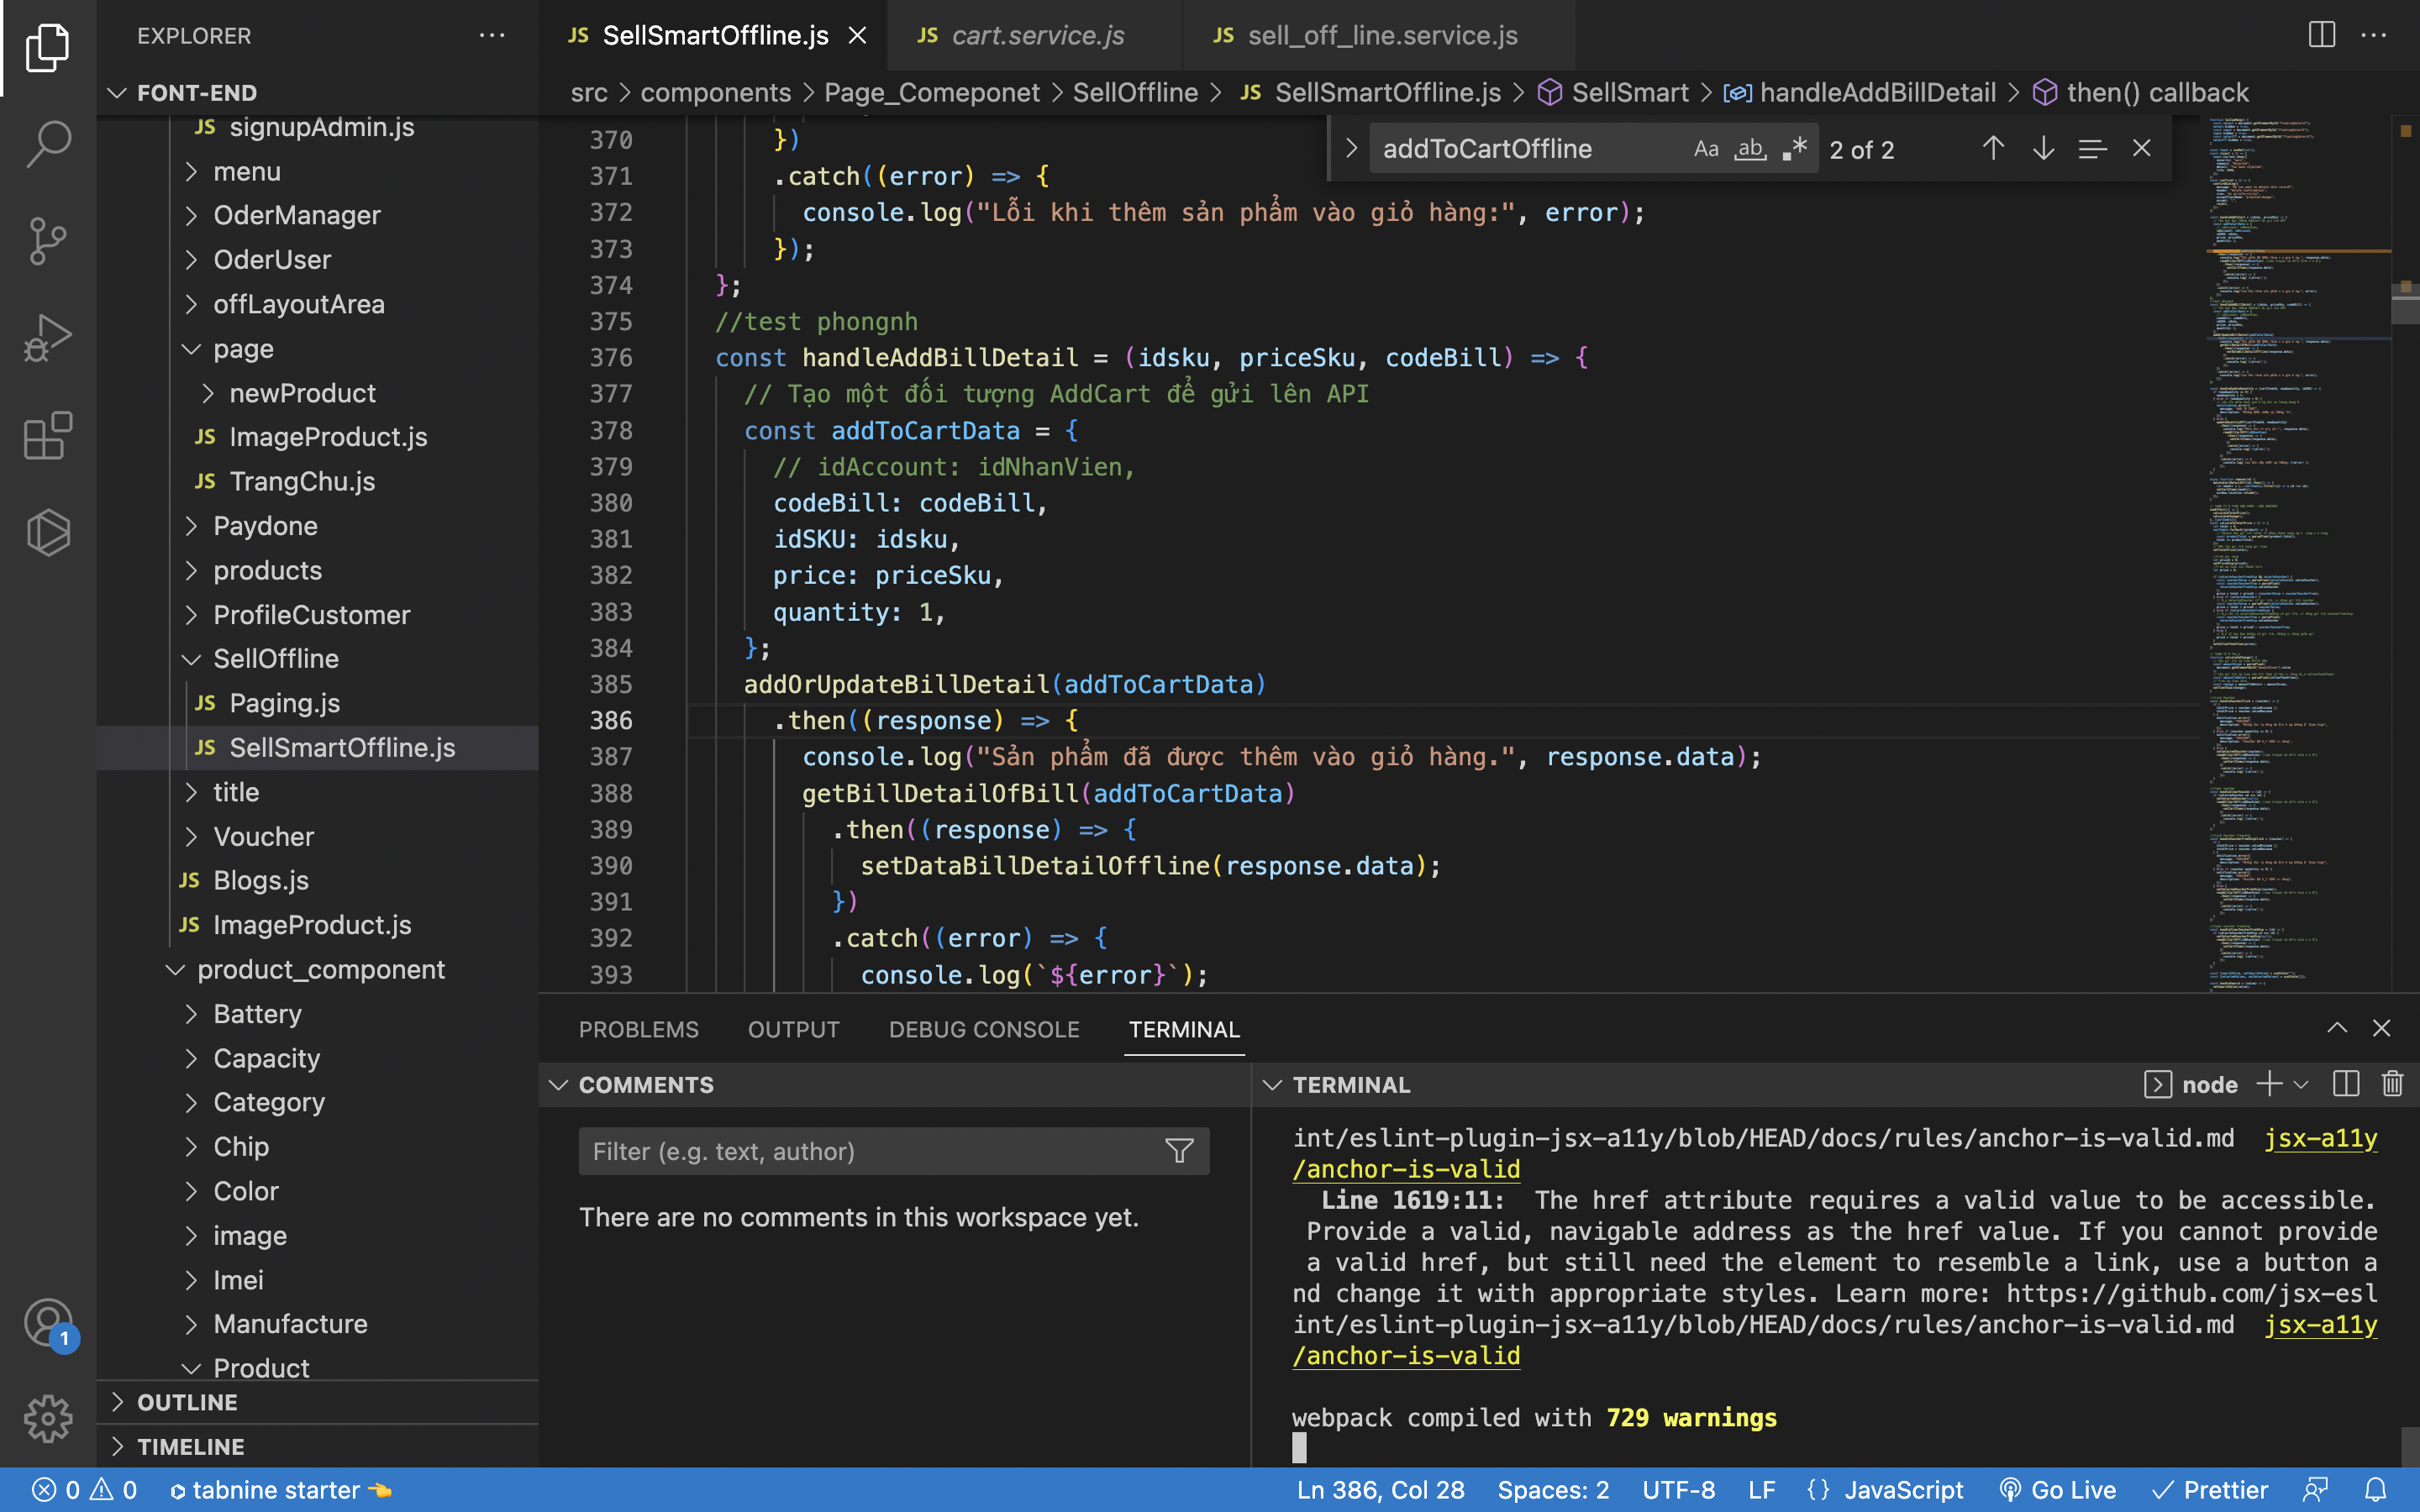 EXPLORER
FONT-END
signupAdmin.js
menu
OderManager
OderUser
offLayoutArea
page
newProduct
ImageProduct.js
TrangChu.js
Paydone
products
ProfileCustomer
SellOffline
Paging.js
SellSmartOffline.js
title
Voucher
Blogs.js
ImageProduct.js
product_component
Battery
Capacity
Category
Chip
Color
image
Imei
Manufacture
Product
OUTLINE
TIMELINE
JS SellSmartOffline.js
JS cart.service.js
JS sell_off_line.service.js
src > components > Page_Comeponet > SellOffline > JS SellSmartOffline.js > SellSmart > handleAddBillDetail > then() callback
addToCartOffline Aa ab 2 of 2
370 })
371 .catch((error) => {
372 console.log("Lỗi khi thêm sản phẩm vào giỏ hàng:", error);
373 });
374 };
375 //test phongnh
376 const handleAddBillDetail = (idsku, priceSku, codeBill) => {
377 // Tạo một đối tượng AddCart để gửi lên API
378 const addToCartData = {
379 // idAccount: idNhanVien,
380 codeBill: codeBill,
381 idSKU: idsku,
382 price: priceSku,
383 quantity: 1,
384 };
385 addOrUpdateBillDetail(addToCartData)
386 .then((response) => {
387 console.log("Sản phẩm đã được thêm vào giỏ hàng.", response.data);
388 getBillDetailOfBill(addToCartData)
389 .then((response) => {
390 setDataBillDetailOffline(response.data);
391 })
392 .catch((error) => {
393 console.log(`${error}`);
PROBLEMS OUTPUT DEBUG CONSOLE TERMINAL
COMMENTS
Filter (e.g. text, author)
There are no comments in this workspace yet.
TERMINAL
node
int/eslint-plugin-jsx-a11y/blob/HEAD/docs/rules/anchor-is-valid.md jsx-a11y
/anchor-is-valid
Line 1619:11: The href attribute requires a valid value to be accessible.
Provide a valid, navigable address as the href value. If you cannot provide
a valid href, but still need the element to resemble a link, use a button a
nd change it with appropriate styles. Learn more: https://github.com/jsx-esl
int/eslint-plugin-jsx-a11y/blob/HEAD/docs/rules/anchor-is-valid.md jsx-a11y
/anchor-is-valid
webpack compiled with 729 warnings
1
0 0 tabnine starter
Ln 386, Col 28 Spaces: 2 UTF-8 LF {} JavaScript Go Live Prettier